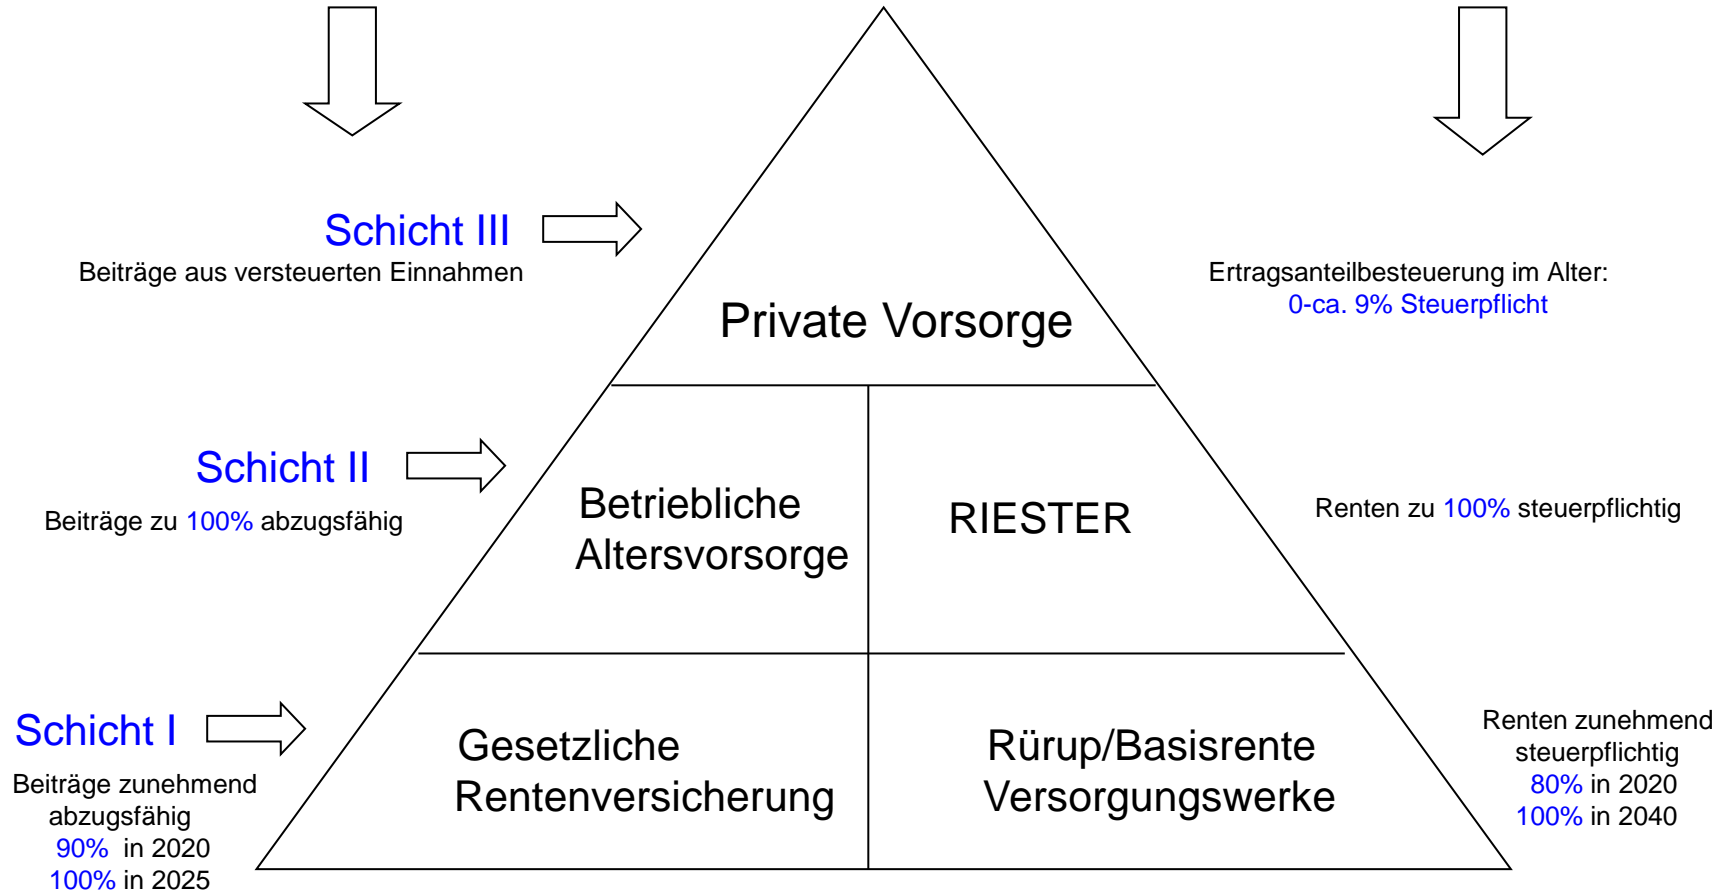 Schicht III
Beiträge aus versteuerten Einnahmen
Private Vorsorge
Ertragsanteilbesteuerung im Alter:
0-ca. 9% Steuerpflicht
Schicht II
Beiträge zu 100% abzugsfähig
Betriebliche
Altersvorsorge
RIESTER
Renten zu 100% steuerpflichtig
Schicht I
Beiträge zunehmend
abzugsfähig
90% in 2020
100% in 2025
Gesetzliche
Rentenversicherung
Rürup/Basisrente
Versorgungswerke
Renten zunehmend
steuerpflichtig
80% in 2020
100% in 2040